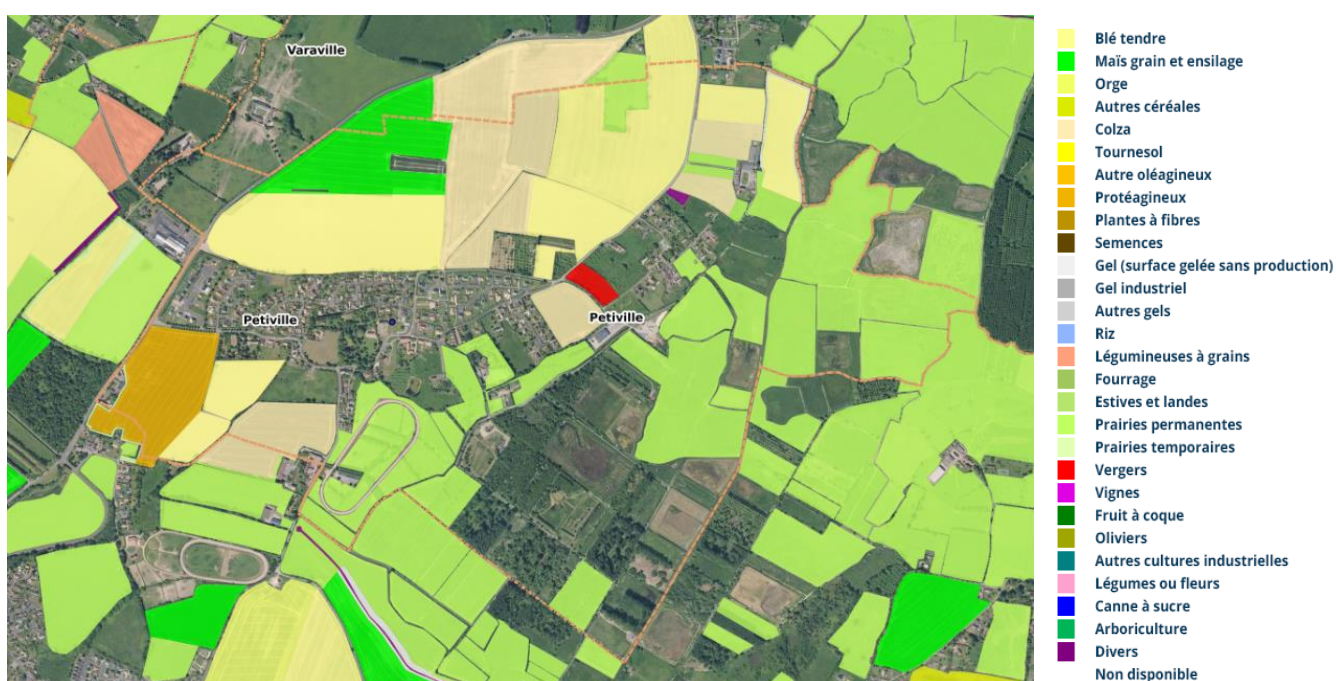 Varaville
Petiville
Petiville
Blé tendre
Maïs grain et ensilage
Orge
Autres céréales
Colza
Tournesol
Autre oléagineux
Protéagineux
Plantes à fibres
Semences
Gel (surface gelée sans production)
Gel industriel
Autres gels
Riz
Légumineuses à grains
Fourrage
Estives et landes
Prairies permanentes
Prairies temporaires
Vergers
Vignes
Fruit à coque
Oliviers
Autres cultures industrielles
Légumes ou fleurs
Canne à sucre
Arboriculture
Divers
Non disponible